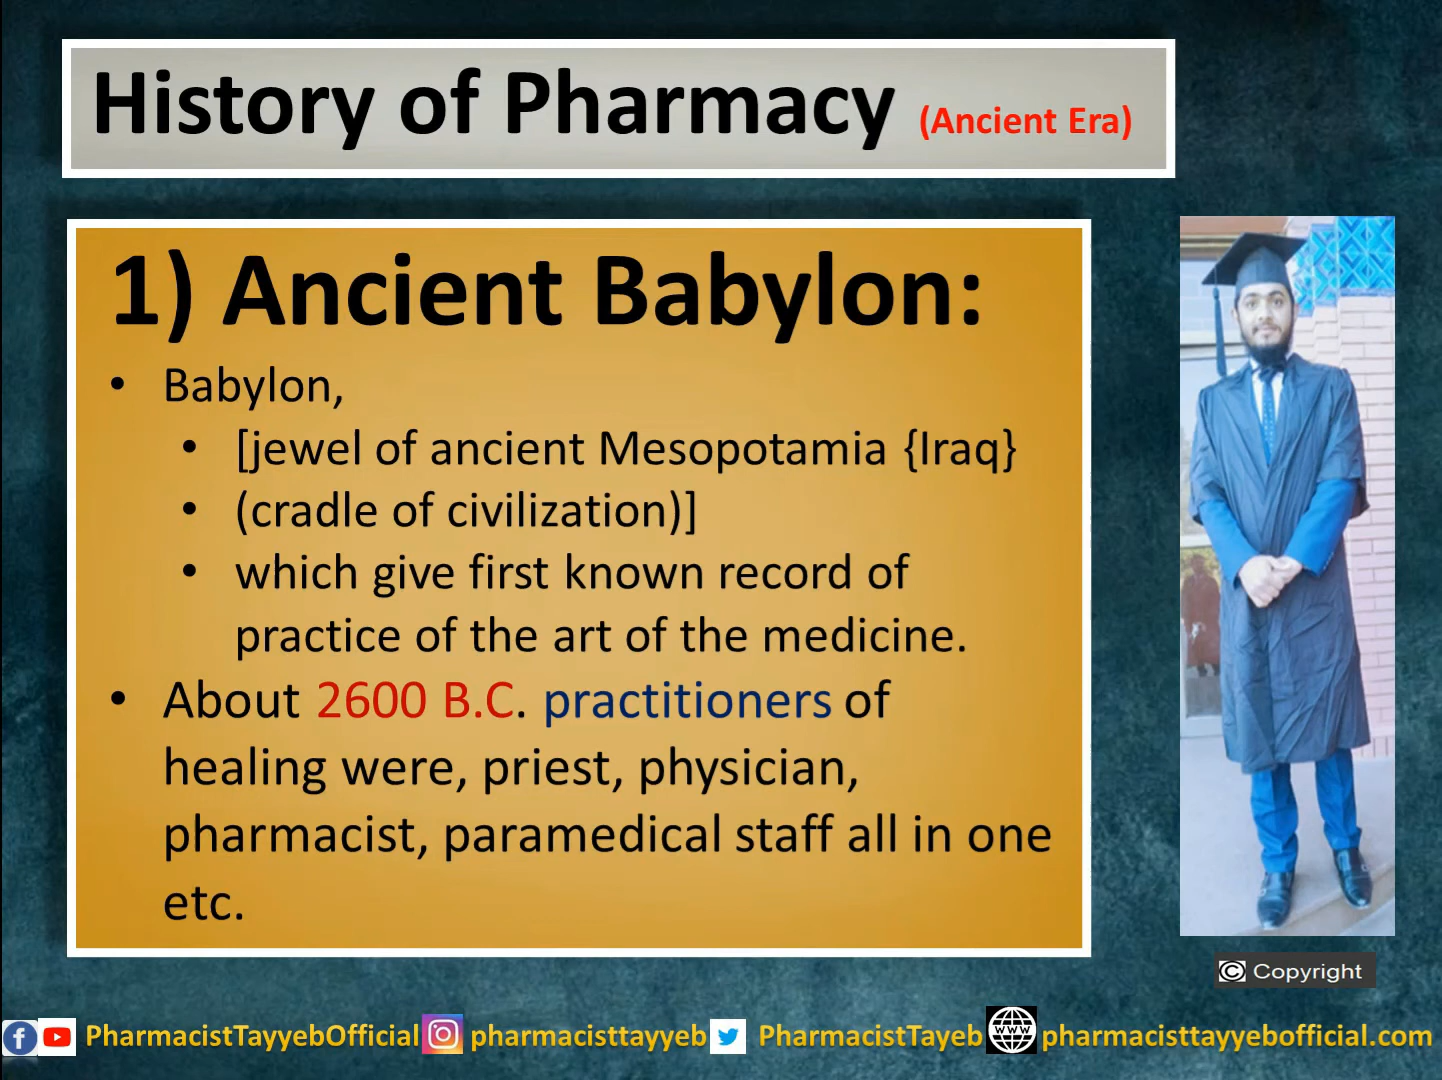 History of Pharmacy (Ancient Era)
1) Ancient Babylon:
• Babylon,
• [jewel of ancient Mesopotamia {Iraq}
• (cradle of civilization)]
• which give first known record of
practice of the art of the medicine.
• About 2600 B.C. practitioners of
healing were, priest, physician,
pharmacist, paramedical staff all in one
etc.
© Copyright
PharmacistTayyebOfficial pharmacisttayyeb PharmacistTayeb WWW pharmacisttayyebofficial.com